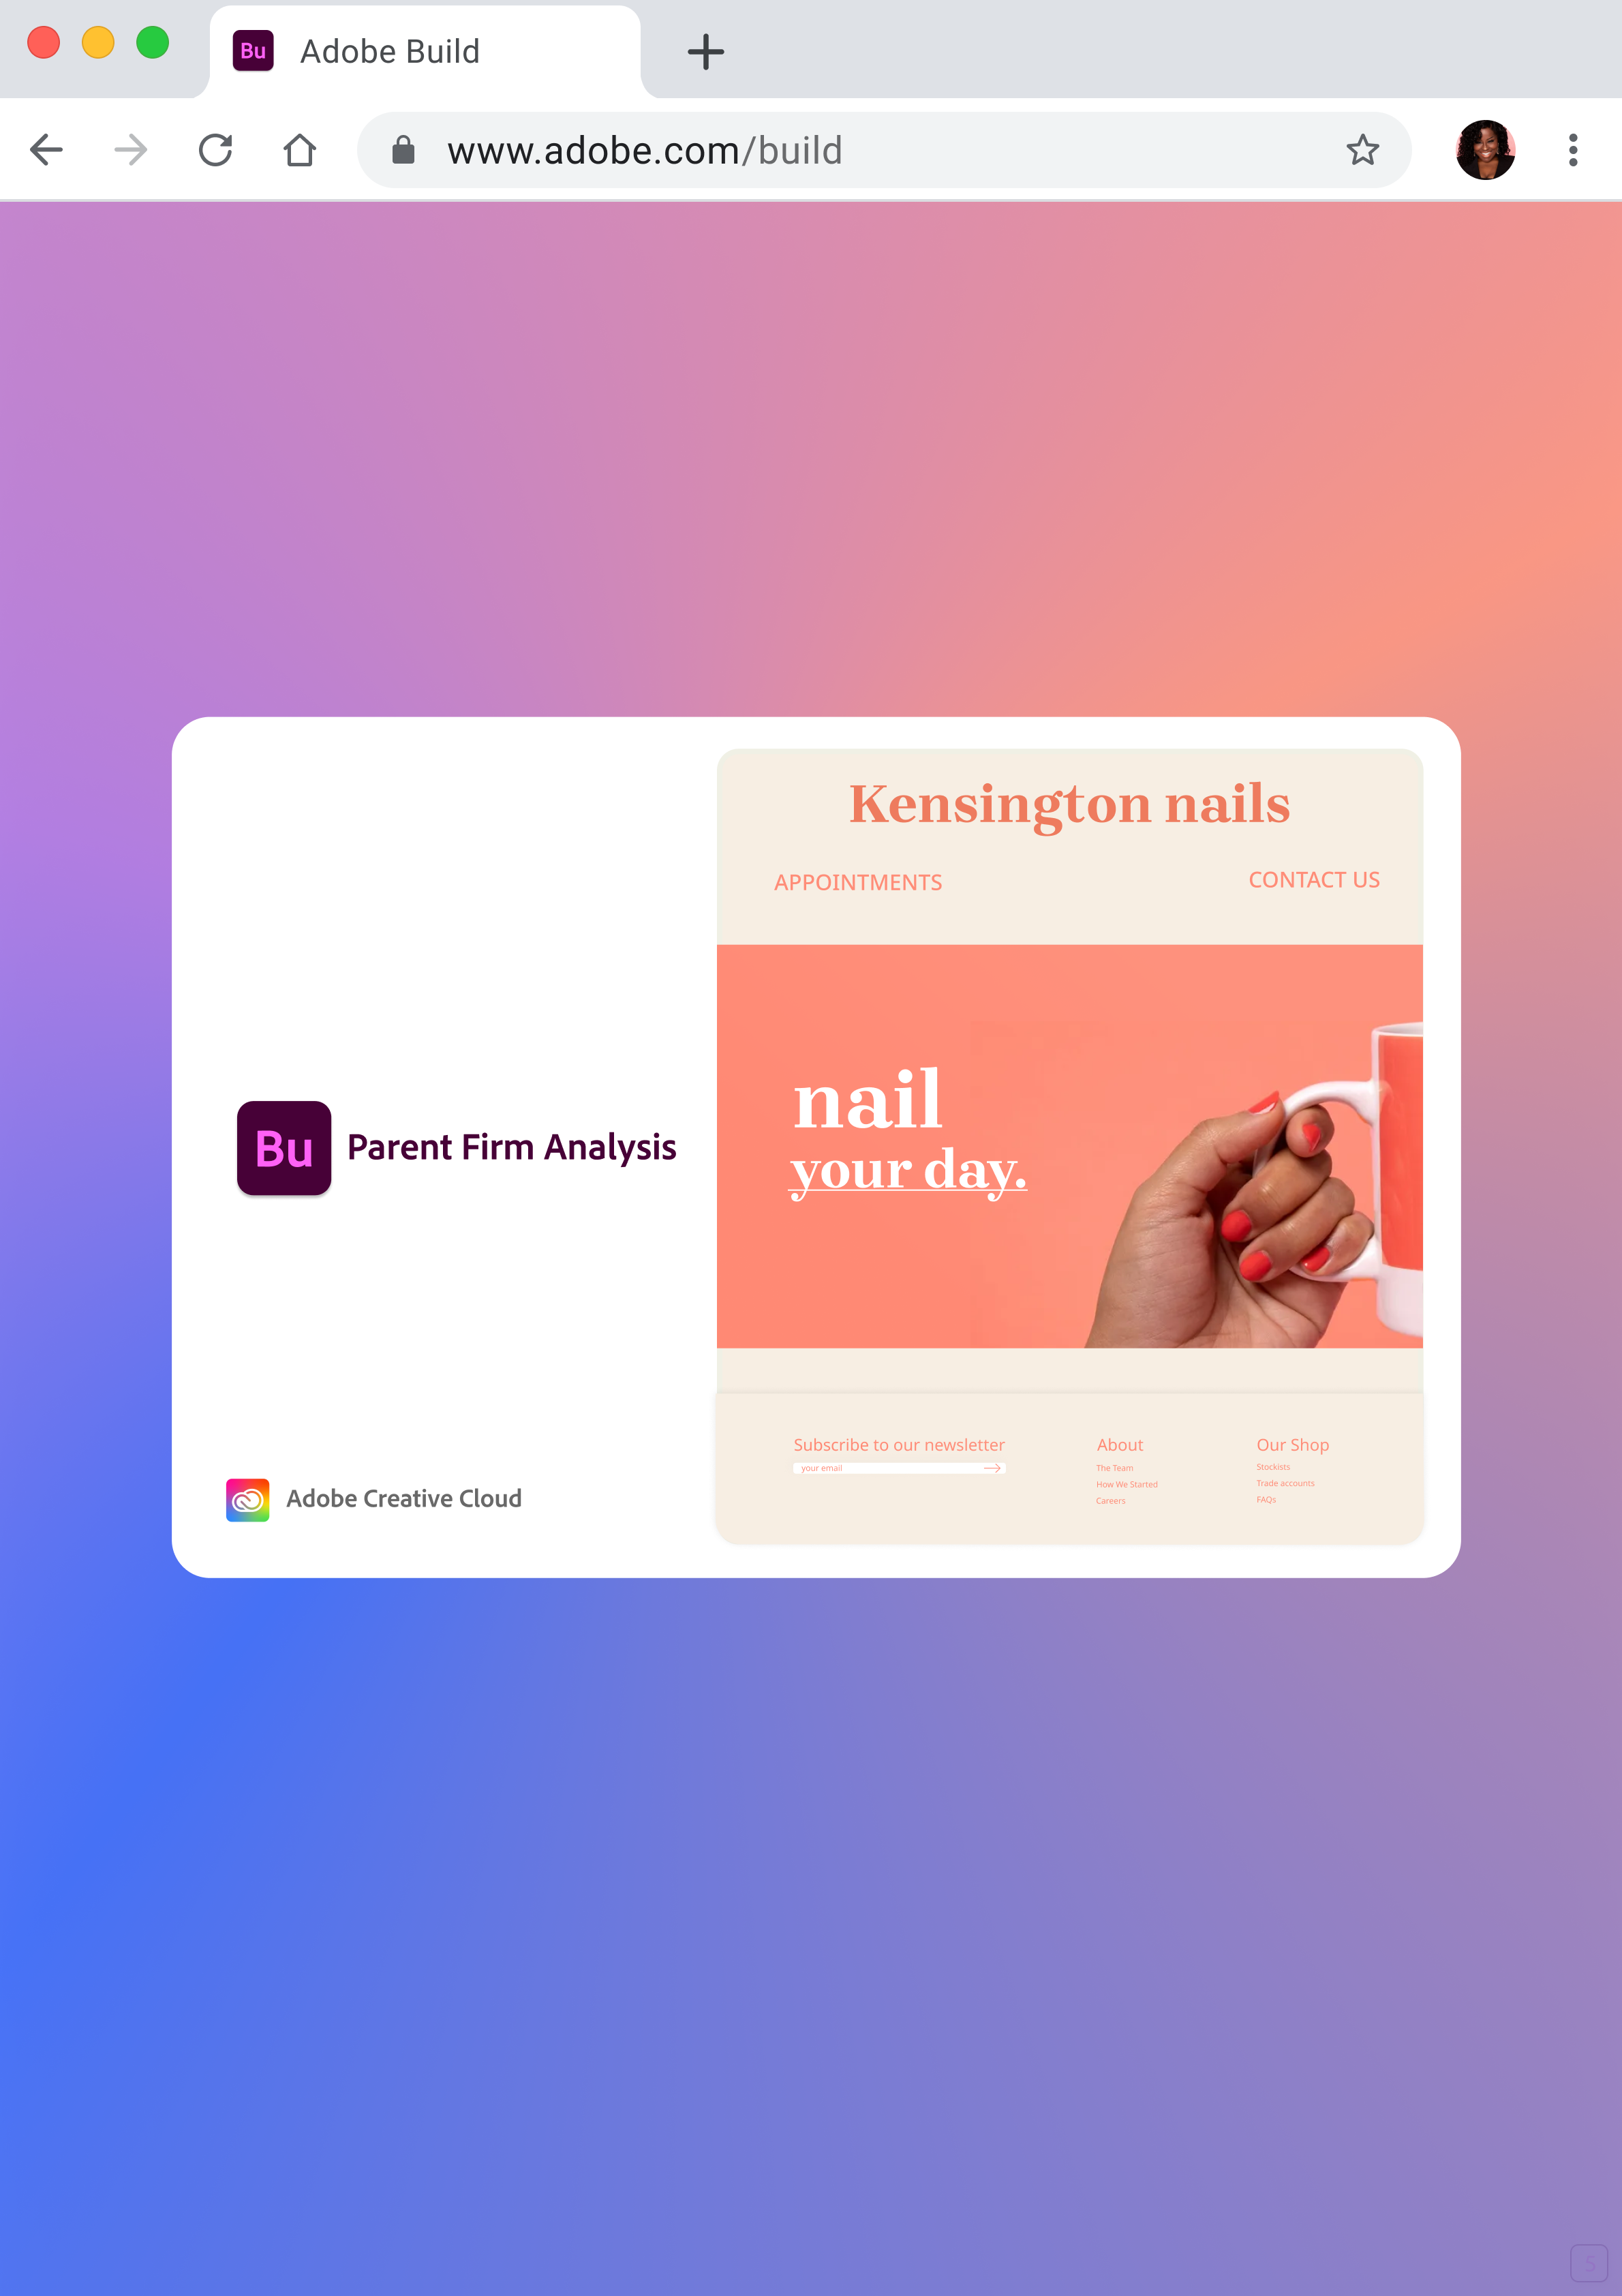 Bu Adobe Build
www.adobe.com/build
Kensington nails
APPOINTMENTS CONTACT US
nail
your day.
Bu Parent Firm Analysis
Subscribe to our newsletter
your email
About
The Team
How We Started
Careers
Our Shop
Stockists
Trade accounts
FAQs
Adobe Creative Cloud
S